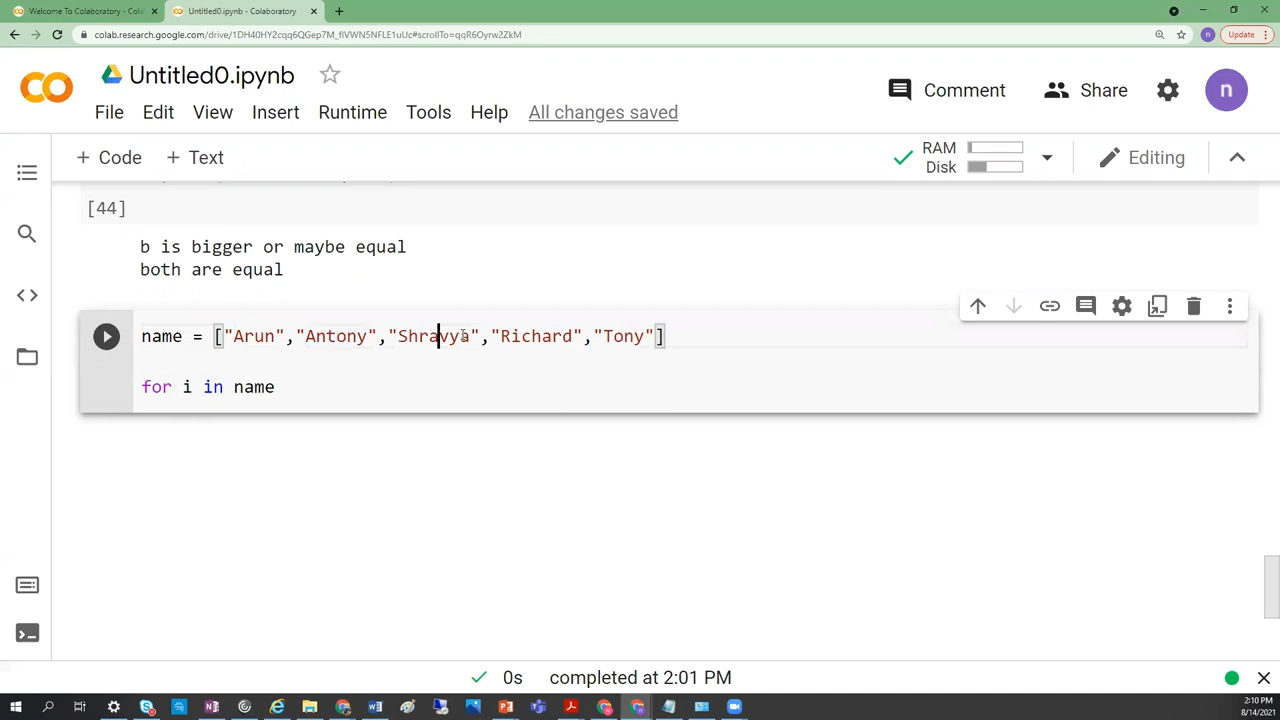 Welcome To Colaboratory - Cola
Untitled0.ipynb - Colaboratory
colab.research.google.com/drive/1DH40HY2cqq6QGep7M_flVWN5NFLE1uUc#scrollTo=qqR6Oyrw2ZkM
n
Update
Untitled0.ipynb
Comment
Share
n
File
Edit
View
Insert
Runtime
Tools
Help
All changes saved
+ Code
+ Text
RAM
Disk
Editing
[44]
b is bigger or maybe equal
both are equal
name = ["Arun","Antony","Shravya","Richard","Tony"]
for i in name
0s completed at 2:01 PM
2:10 PM
8/14/2021